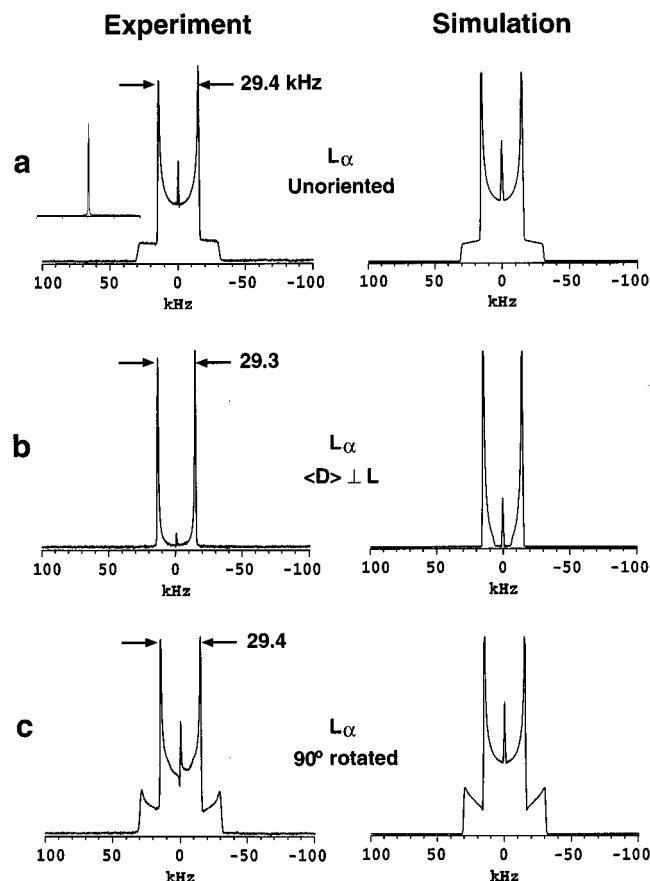 Experiment Simulation
29.4 kHz
a
Lα
Unoriented
100 50 0 -50 -100 100 50 0 -50 -100
kHz kHz
29.3
b
Lα
<D> ⊥ L
100 50 0 -50 -100 100 50 0 -50 -100
kHz kHz
29.4
c
Lα
90º rotated
100 50 0 -50 -100 100 50 0 -50 -100
kHz kHz